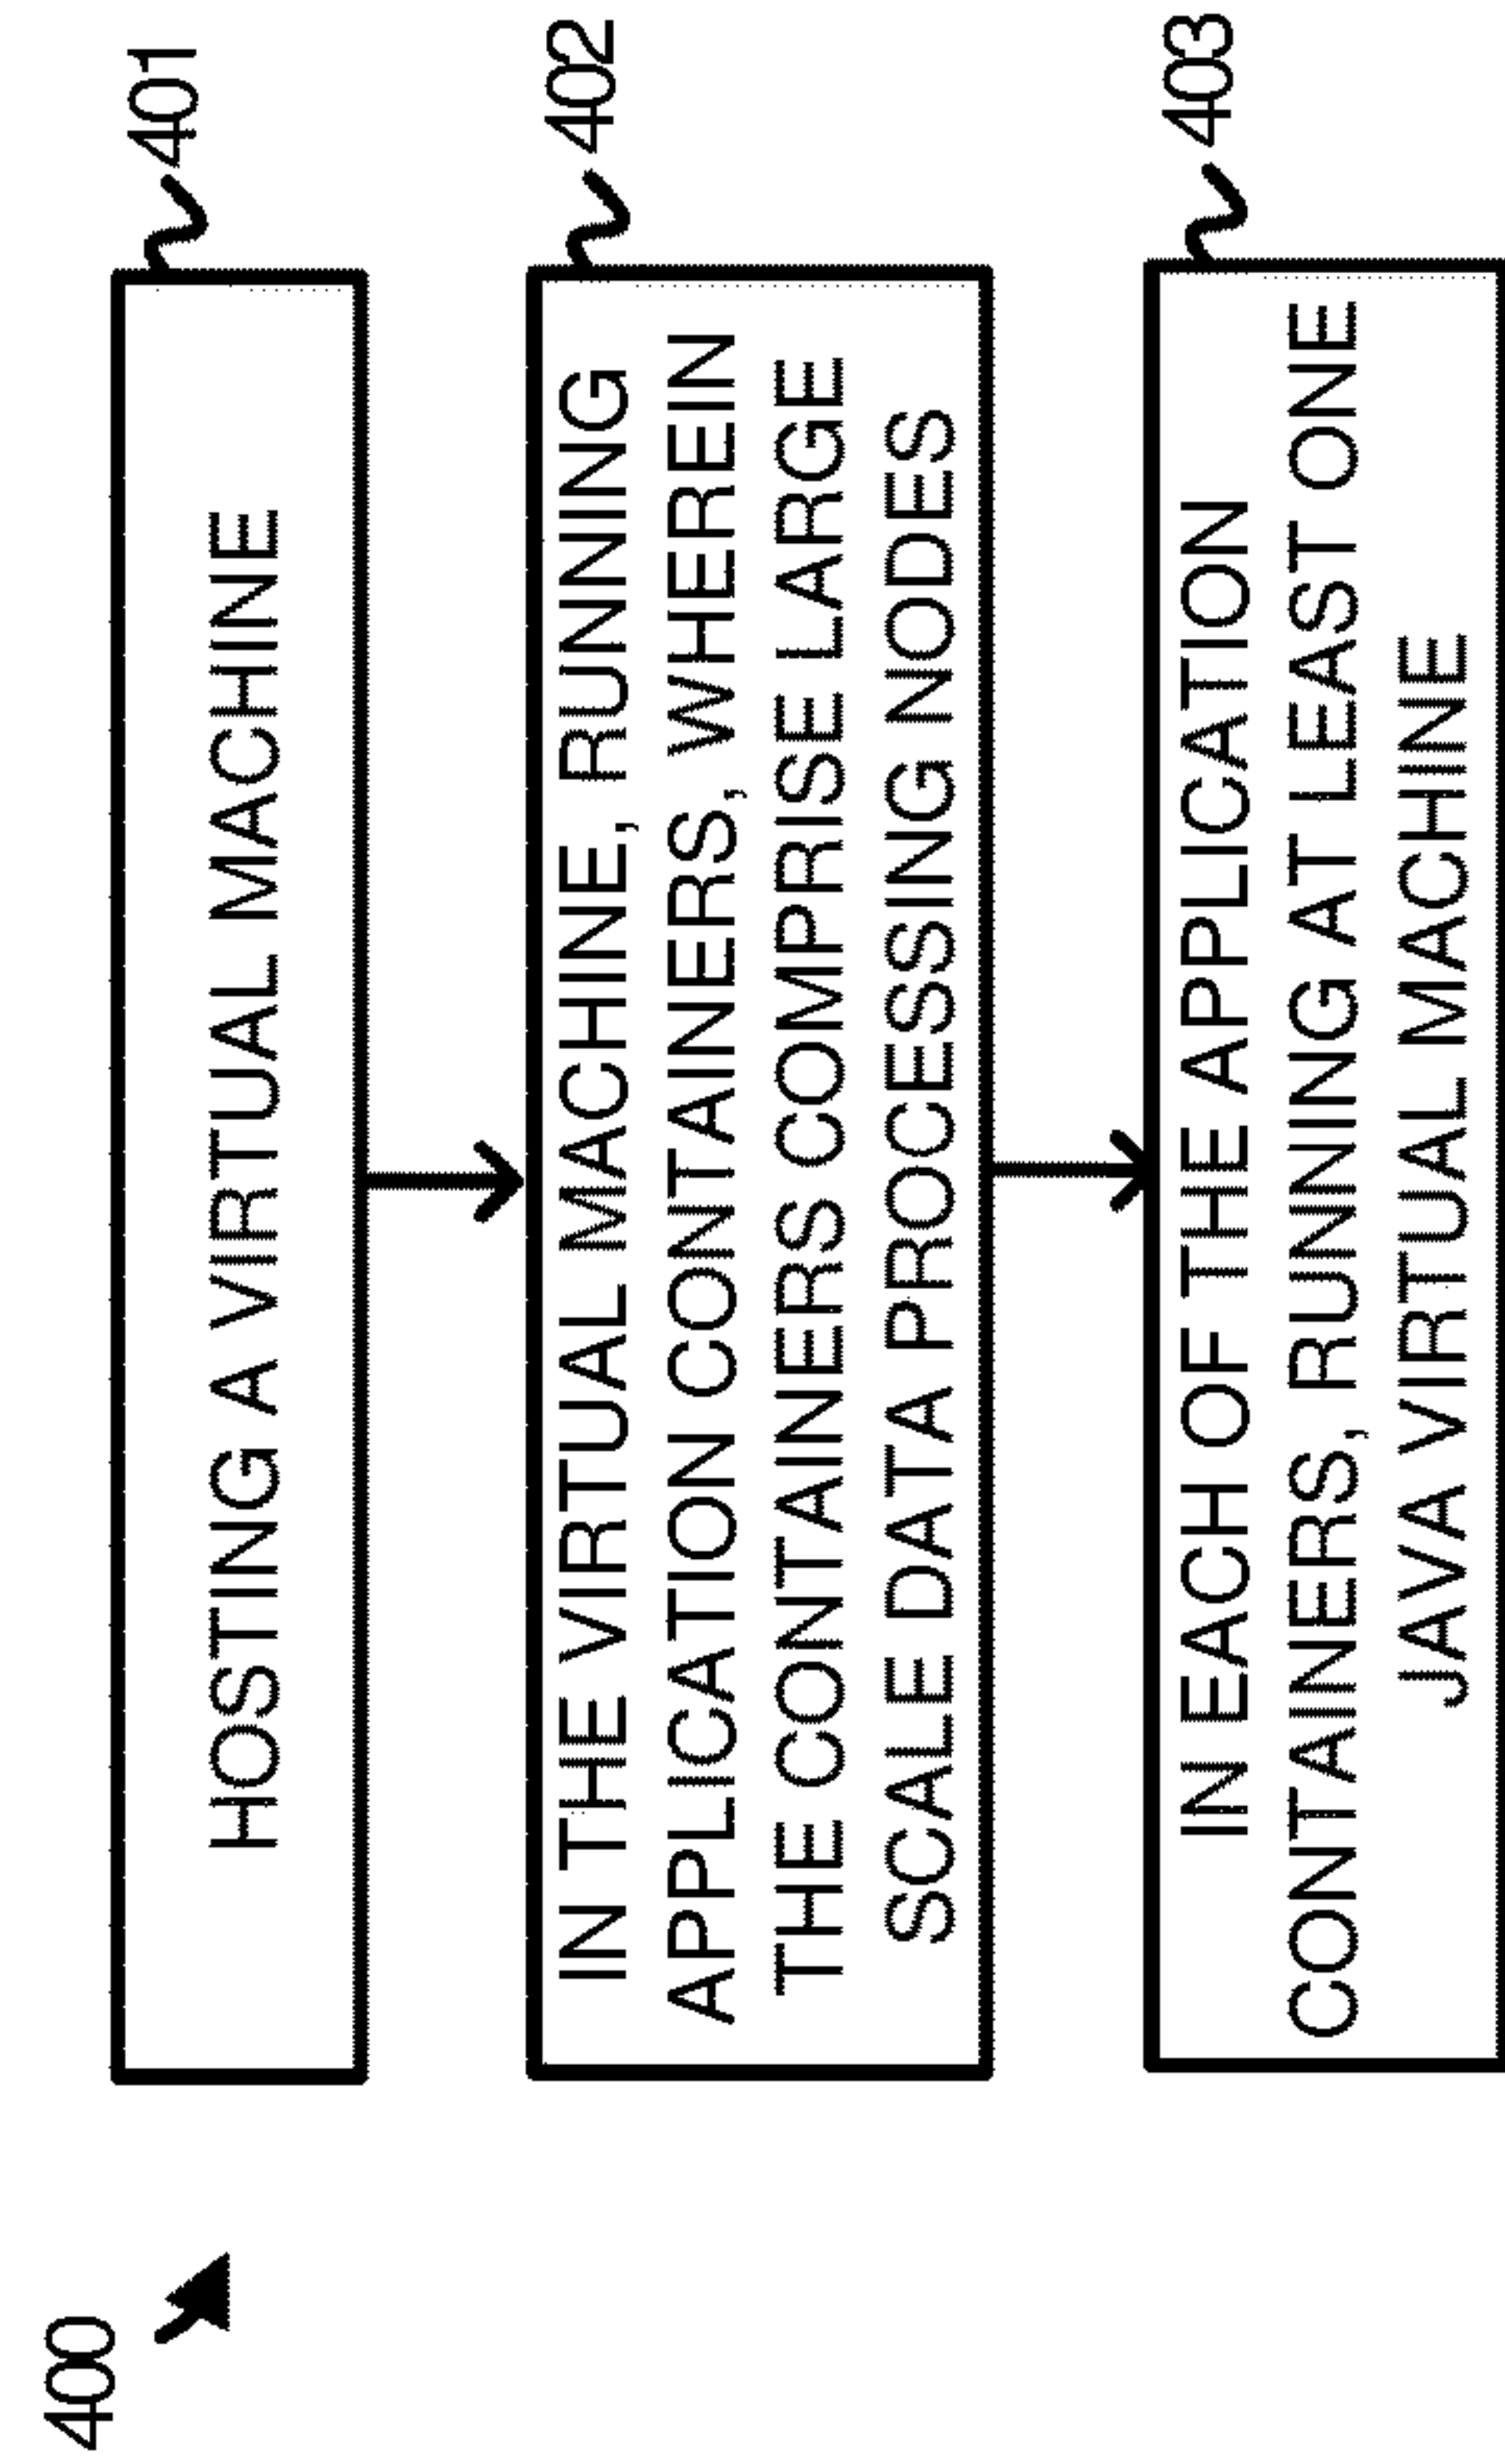 400
401
HOSTING A VIRTUAL MACHINE
402
IN THE VIRTUAL MACHINE, RUNNING
APPLICATION CONTAINERS, WHEREIN
THE CONTAINERS COMPRISE LARGE
SCALE DATA PROCESSING NODES
403
IN EACH OF THE APPLICATION
CONTAINERS, RUNNING AT LEAST ONE
JAVA VIRTUAL MACHINE